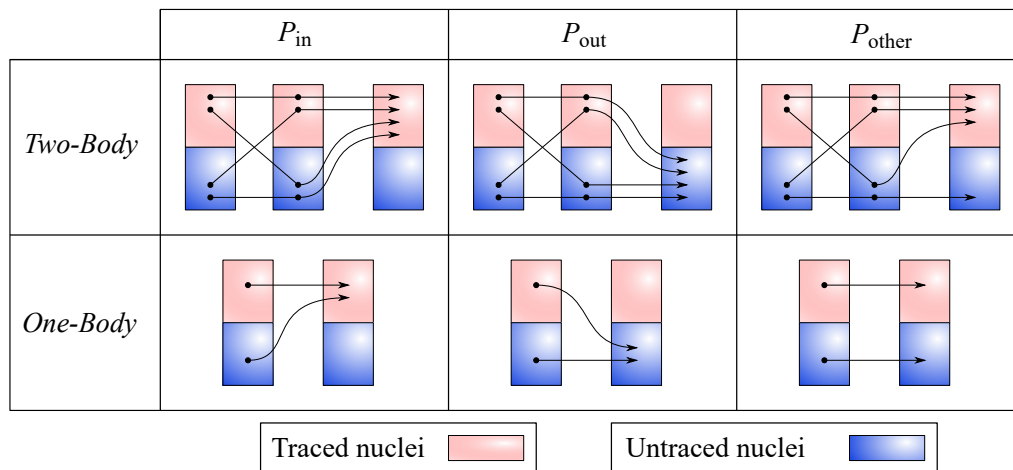 P_in P_out P_other
Two-Body
One-Body
Traced nuclei Untraced nuclei